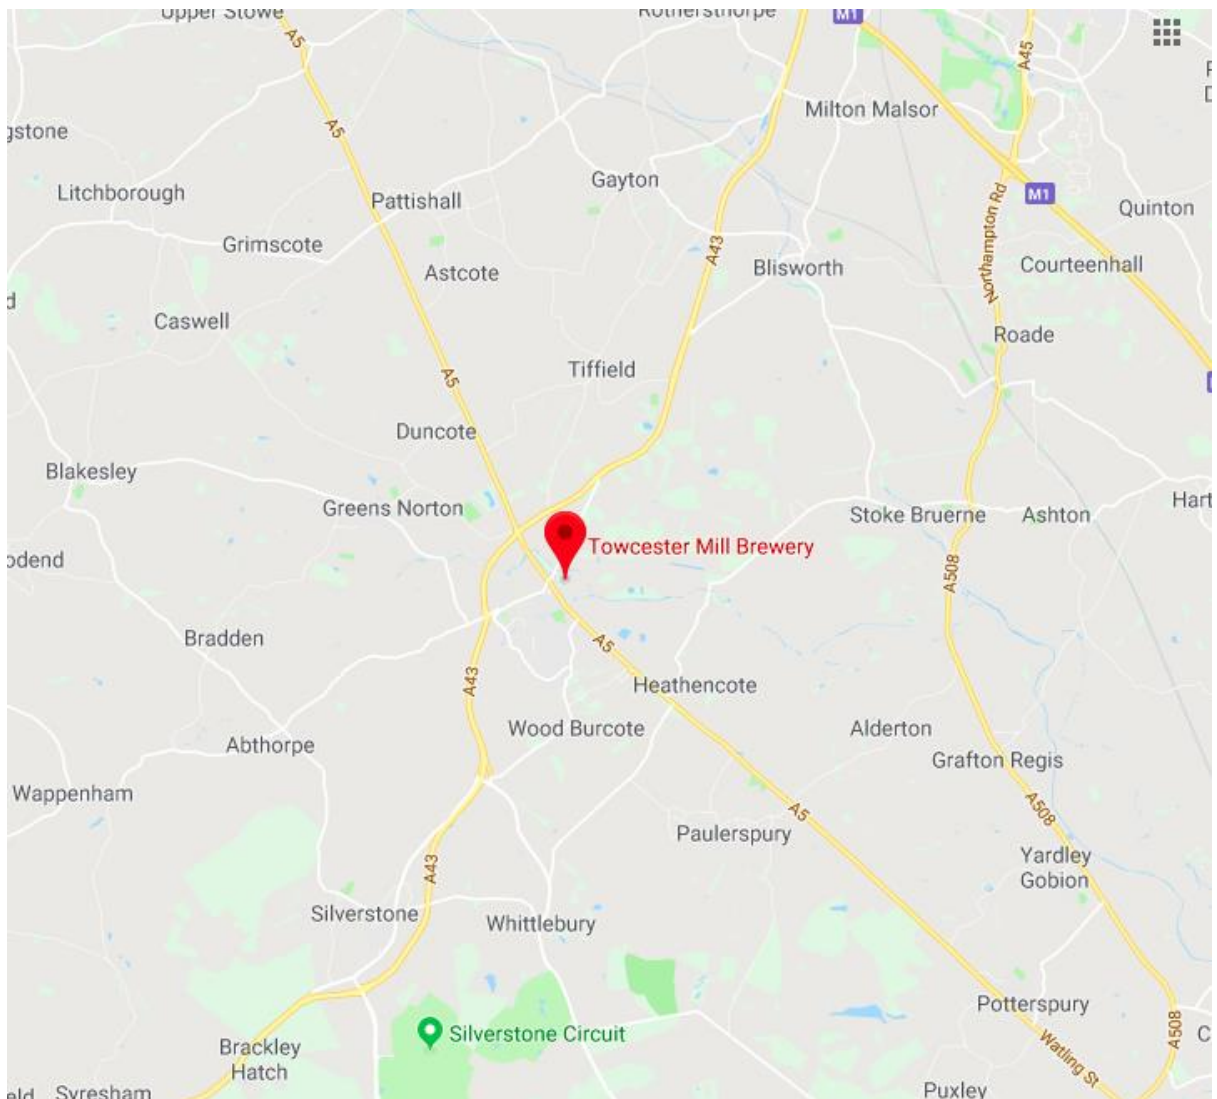 Upper Stowe
Rothersthorpe
M1
A5
A45
Milton Malsor
gstone
A5
Litchborough
Pattishall
Gayton
M1
Quinton
Northampton Rd
Grimscote
A43
Astcote
Blisworth
Courteenhall
d
Caswell
Roade
Tiffield
A5
Duncote
Blakesley
Greens Norton
Hart
Stoke Bruerne
Ashton
Towcester Mill Brewery
odend
A508
Bradden
A5
A43
Heathencote
Wood Burcote
Alderton
Abthorpe
Grafton Regis
Wappenham
A5
A508
Paulerspury
Yardley
Gobion
A43
Silverstone
Whittlebury
Potterspury
Silverstone Circuit
A508
C
Brackley
Hatch
Watling St
eld
Syresham
Puxley